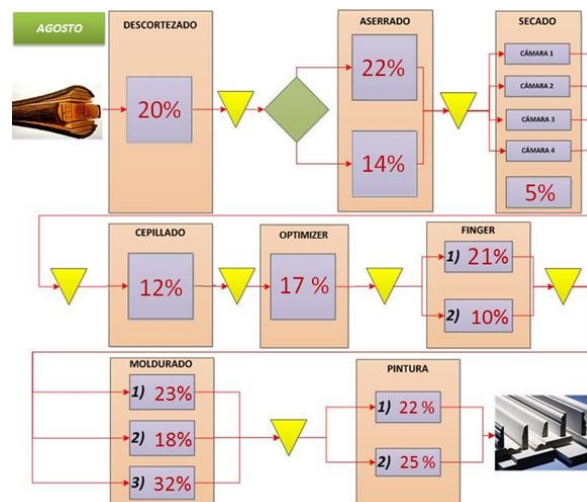 AGOSTO
DESCORTEZADO
20%
ASERRADO
22%
14%
SECADO
CÁMARA 1
CÁMARA 2
CÁMARA 3
CÁMARA 4
5%
CEPILLADO
12%
OPTIMIZER
17 %
FINGER
1) 21%
2) 10%
MOLDURADO
1) 23%
2) 18%
3) 32%
PINTURA
1) 22 %
2) 25 %